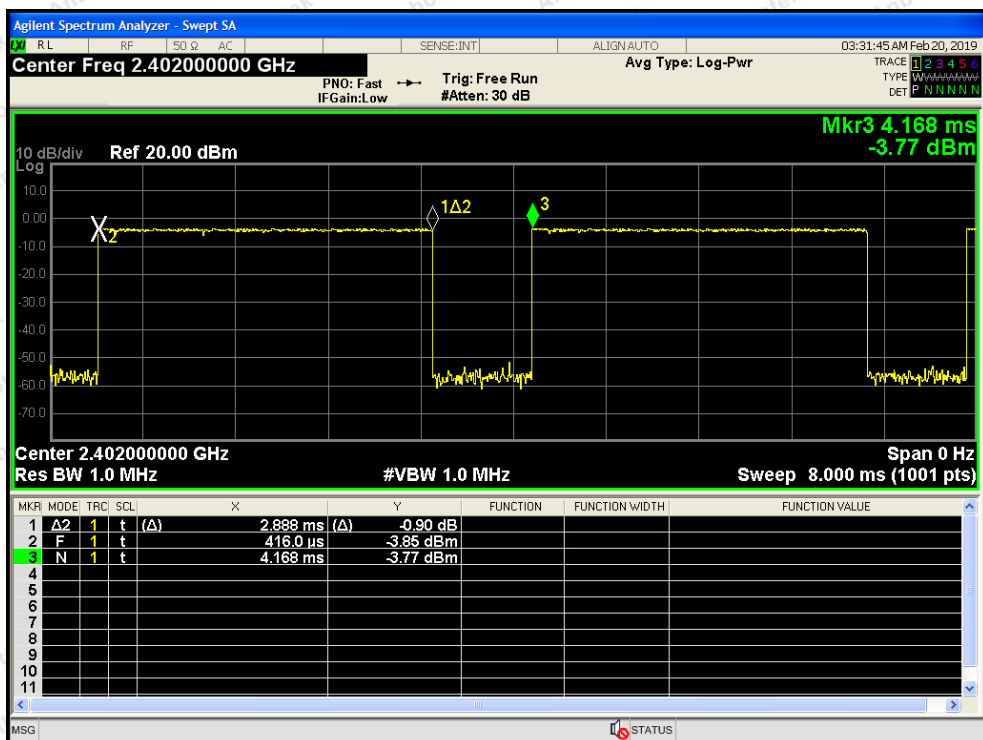 Agilent Spectrum Analyzer - Swept SA
LXI RL RF 50 Ω AC SENSE:INT ALIGN AUTO 03:31:45 AM Feb 20, 2019
Center Freq 2.402000000 GHz
PNO: Fast
IFGain:Low
Trig: Free Run
#Atten: 30 dB
Avg Type: Log-Pwr
TRACE 1 2 3 4 5 6
TYPE W
DET P N N N N N
Mkr3 4.168 ms
-3.77 dBm
10 dB/div Ref 20.00 dBm
Log
10.0
0.00
-10.0
-20.0
-30.0
-40.0
-50.0
-60.0
-70.0
2
1Δ2
3
Center 2.402000000 GHz Span 0 Hz
Res BW 1.0 MHz #VBW 1.0 MHz Sweep 8.000 ms (1001 pts)
MKR MODE TRC SCL X Y FUNCTION FUNCTION WIDTH FUNCTION VALUE
1 Δ2 1 t (Δ) 2.888 ms (Δ) -0.90 dB
2 F 1 t 416.0 µs -3.85 dBm
3 N 1 t 4.168 ms -3.77 dBm
4
5
6
7
8
9
10
11
MSG STATUS